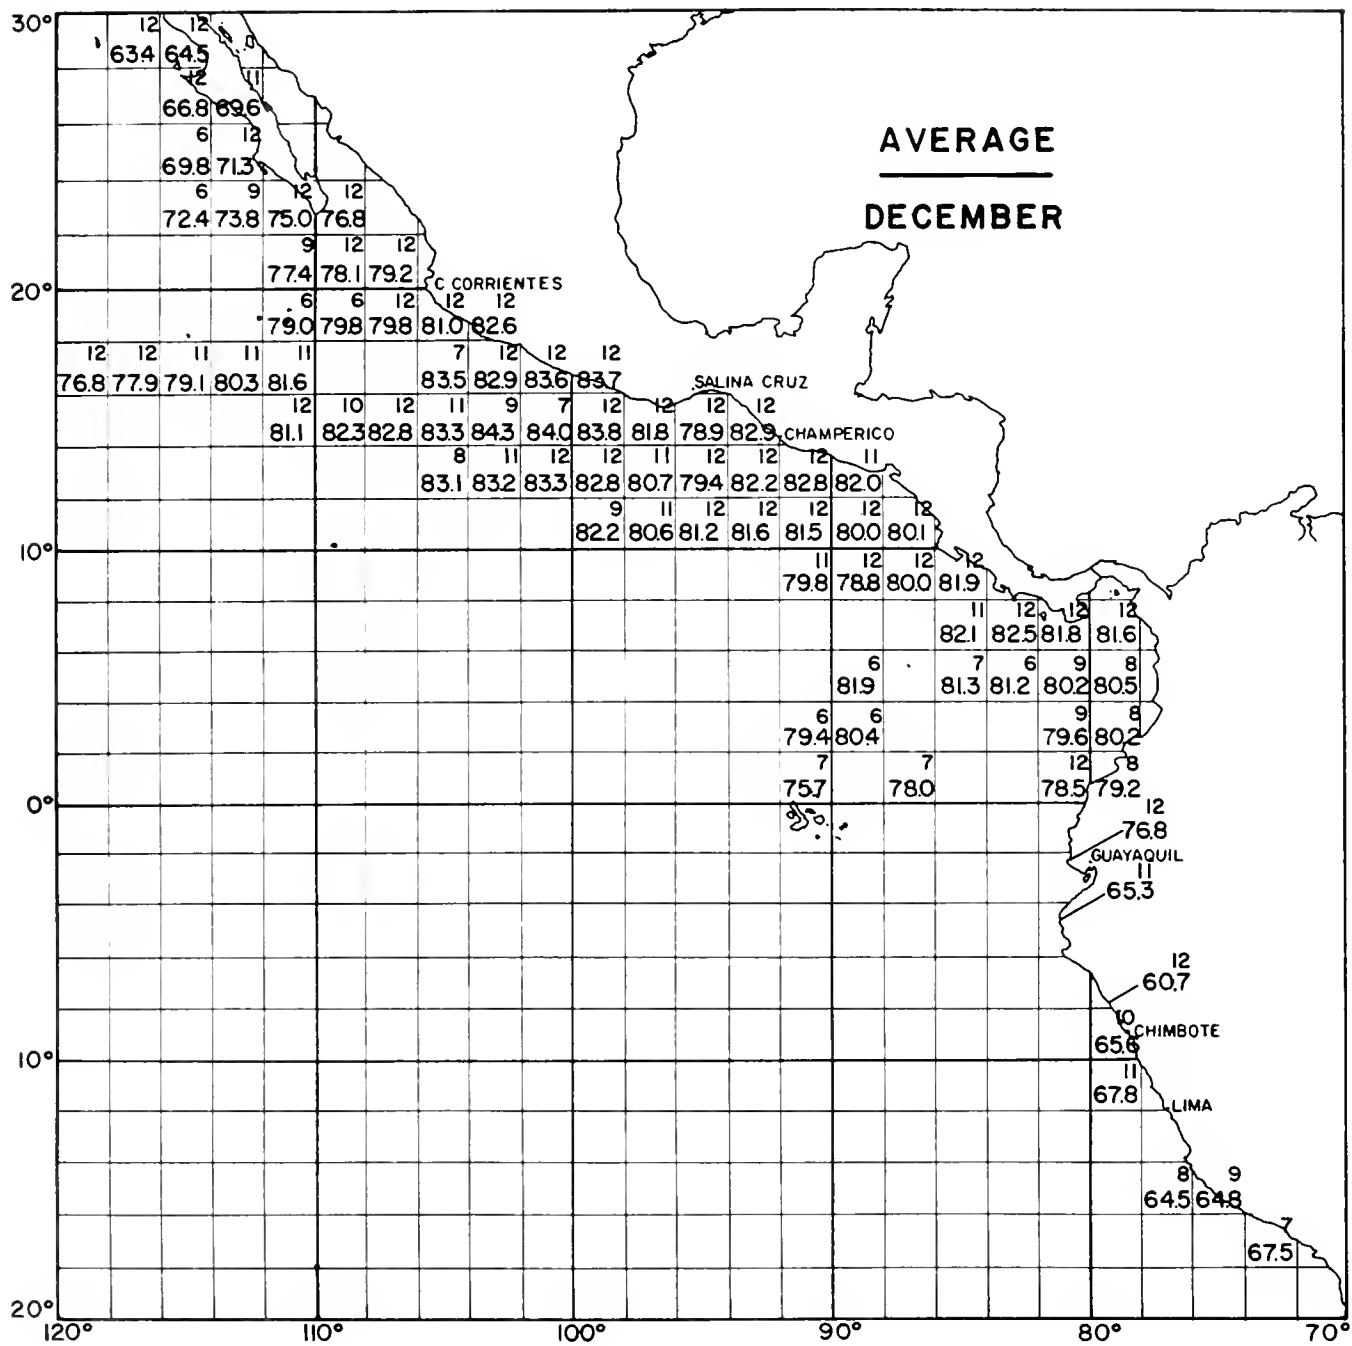 30°
12 12
63.4 64.5
12 11
66.8 69.6
AVERAGE
6 12
69.8 71.3
DECEMBER
6 9 12 12
72.4 73.8 75.0 76.8
9 12 12
77.4 78.1 79.2
20°
C CORRIENTES
6 6 12 12 12
79.0 79.8 79.8 81.0 82.6
12 12 11 11 11 7 12 12 12
76.8 77.9 79.1 80.3 81.6 83.5 82.9 83.6 83.7
SALINA CRUZ
12 10 12 11 9 7 12 12 12 12
81.1 82.3 82.8 83.3 84.3 84.0 83.8 81.8 78.9 82.9
CHAMPERICO
8 11 12 12 11 12 12 12 11
83.1 83.2 83.3 82.8 80.7 79.4 82.2 82.8 82.0
9 11 12 12 12 12 12
82.2 80.6 81.2 81.6 81.5 80.0 80.1
10°
11 12 12 12
79.8 78.8 80.0 81.9
11 12 12 12
82.1 82.5 81.8 81.6
6 7 6 9 8
81.9 81.3 81.2 80.2 80.5
6 6 9 8
79.4 80.4 79.6 80.2
7 7 12 8
75.7 78.0 78.5 79.2
0°
12
76.8
GUAYAQUIL
11
65.3
12
60.7
10
CHIMBOTE
65.6
10°
11
67.8
LIMA
8 9
64.5 64.8
7
67.5
20°
120° 110° 100° 90° 80° 70°